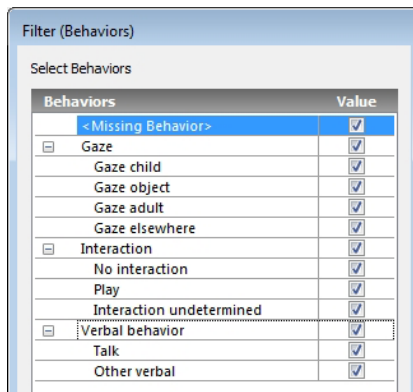 Filter (Behaviors)
Select Behaviors
Behaviors Value
<Missing Behavior>
Gaze
Gaze child
Gaze object
Gaze adult
Gaze elsewhere
Interaction
No interaction
Play
Interaction undetermined
Verbal behavior
Talk
Other verbal